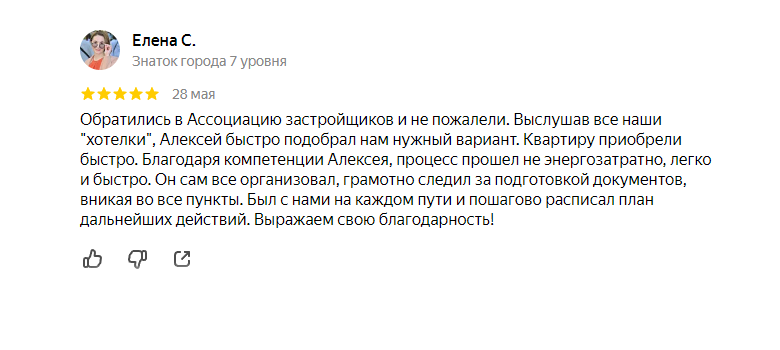 Елена С.
Знаток города 7 уровня
28 мая
Обратились в Ассоциацию застройщиков и не пожалели. Выслушав все наши
"хотелки", Алексей быстро подобрал нам нужный вариант. Квартиру приобрели
быстро. Благодаря компетенции Алексея, процесс прошел не энергозатратно, легко
и быстро. Он сам все организовал, грамотно следил за подготовкой документов,
вникая во все пункты. Был с нами на каждом пути и пошагово расписал план
дальнейших действий. Выражаем свою благодарность!